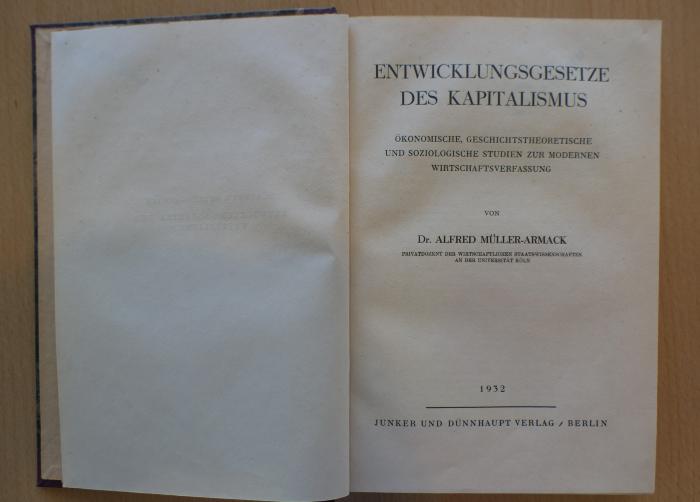 ENTWICKLUNGSGESETZE
DES KAPITALISMUS
ÖKONOMISCHE, GESCHICHTSTHEORETISCHE
UND SOZIOLOGISCHE STUDIEN ZUR MODERNEN
WIRTSCHAFTSVERFASSUNG
VON
Dr. ALFRED MÜLLER-ARMACK
PRIVATDOZENT DER WIRTSCHAFTLICHEN STAATSWISSENSCHAFTEN
AN DER UNIVERSITÄT KÖLN
1932
JUNKER UND DÜNNHAUPT VERLAG / BERLIN